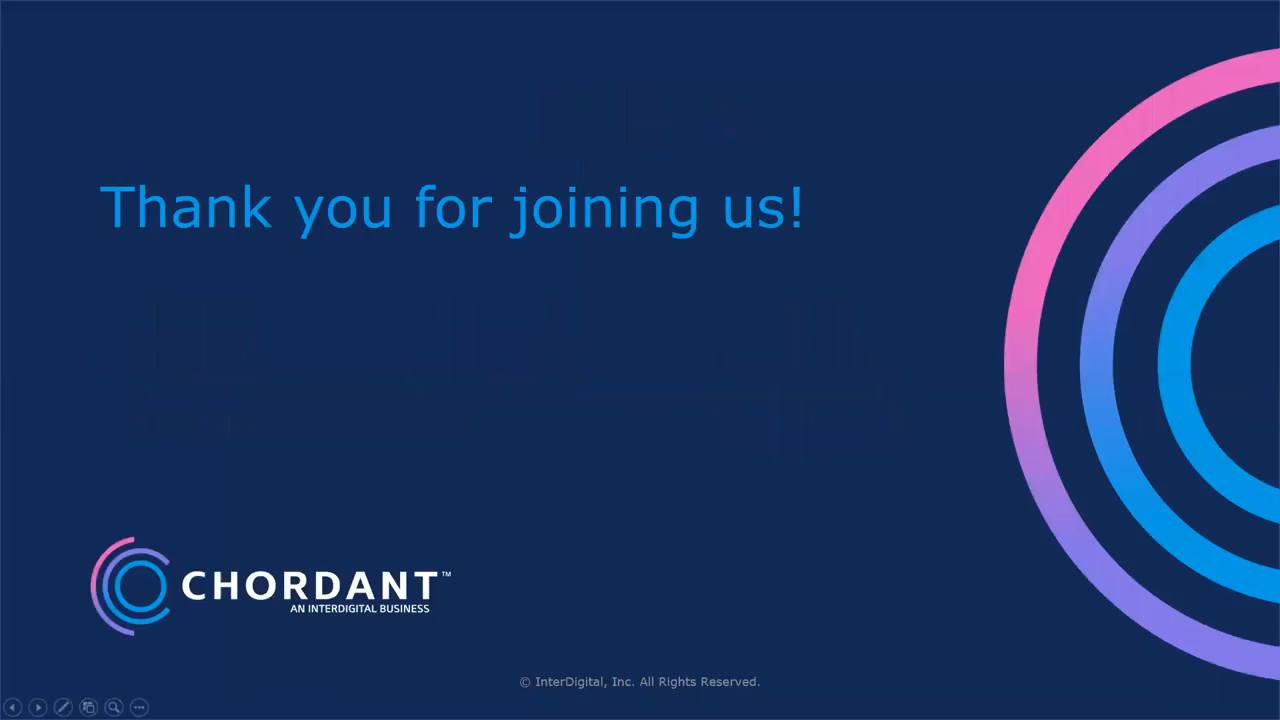 Thank you for joining us!
CHORDANT™
AN INTERDIGITAL BUSINESS
© InterDigital, Inc. All Rights Reserved.